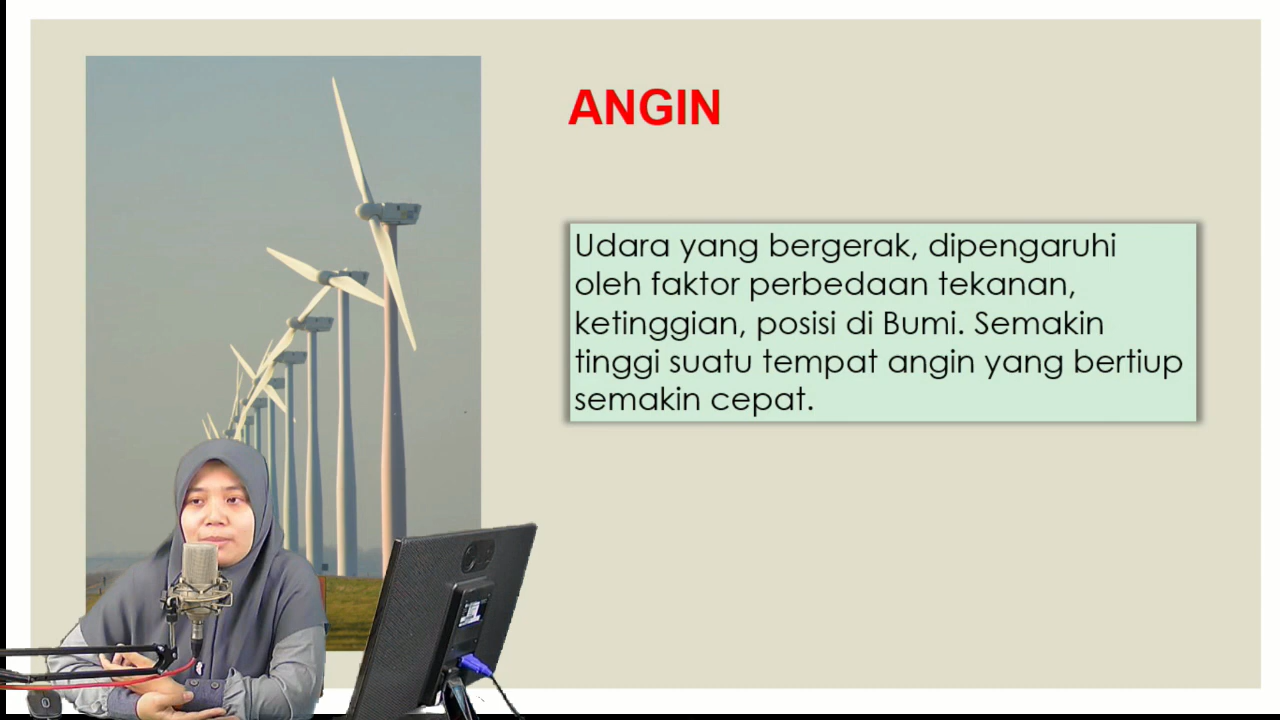 ANGIN
Udara yang bergerak, dipengaruhi
oleh faktor perbedaan tekanan,
ketinggian, posisi di Bumi. Semakin
tinggi suatu tempat angin yang bertiup
semakin cepat.